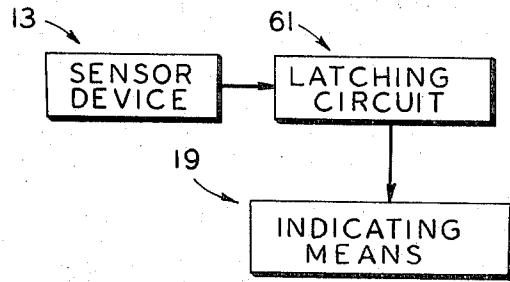 13
61
SENSOR
DEVICE
LATCHING
CIRCUIT
19
INDICATING
MEANS